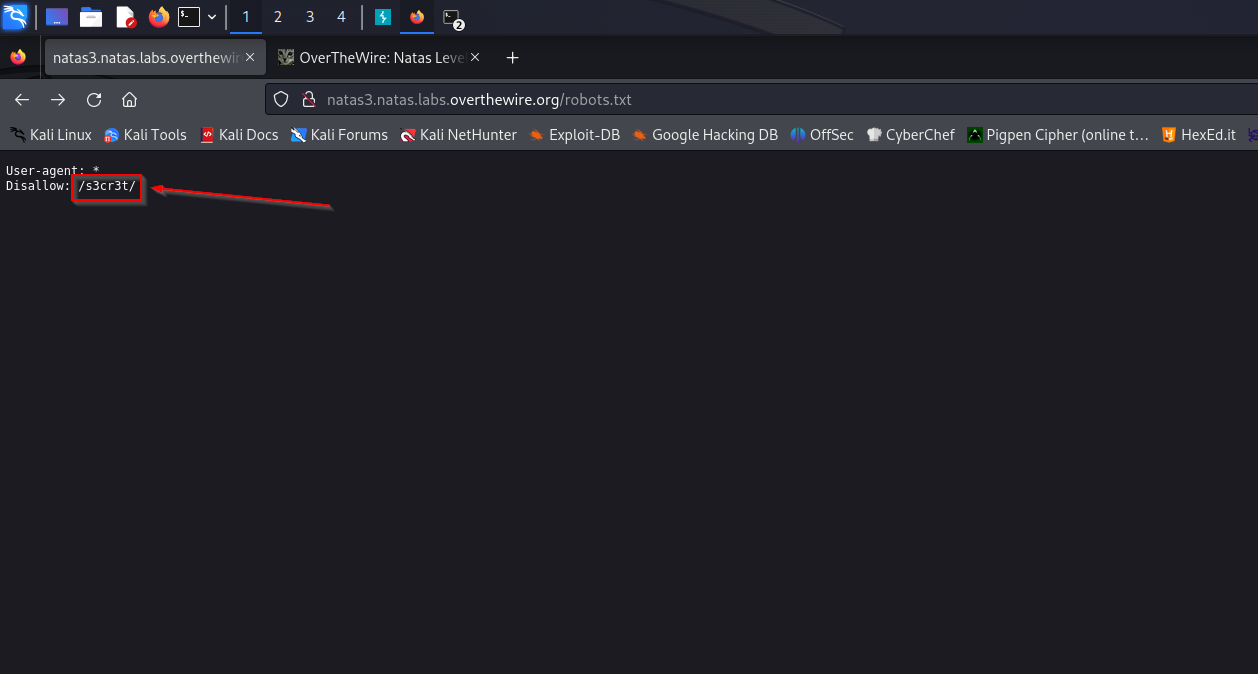 1 2 3 4 2
natas3.natas.labs.overthewir OverTheWire: Natas Leve
natas3.natas.labs.overthewire.org/robots.txt
Kali Linux Kali Tools Kali Docs Kali Forums Kali NetHunter Exploit-DB Google Hacking DB OffSec CyberChef Pigpen Cipher (online t… HexEd.it
User-agent: *
Disallow: /s3cr3t/